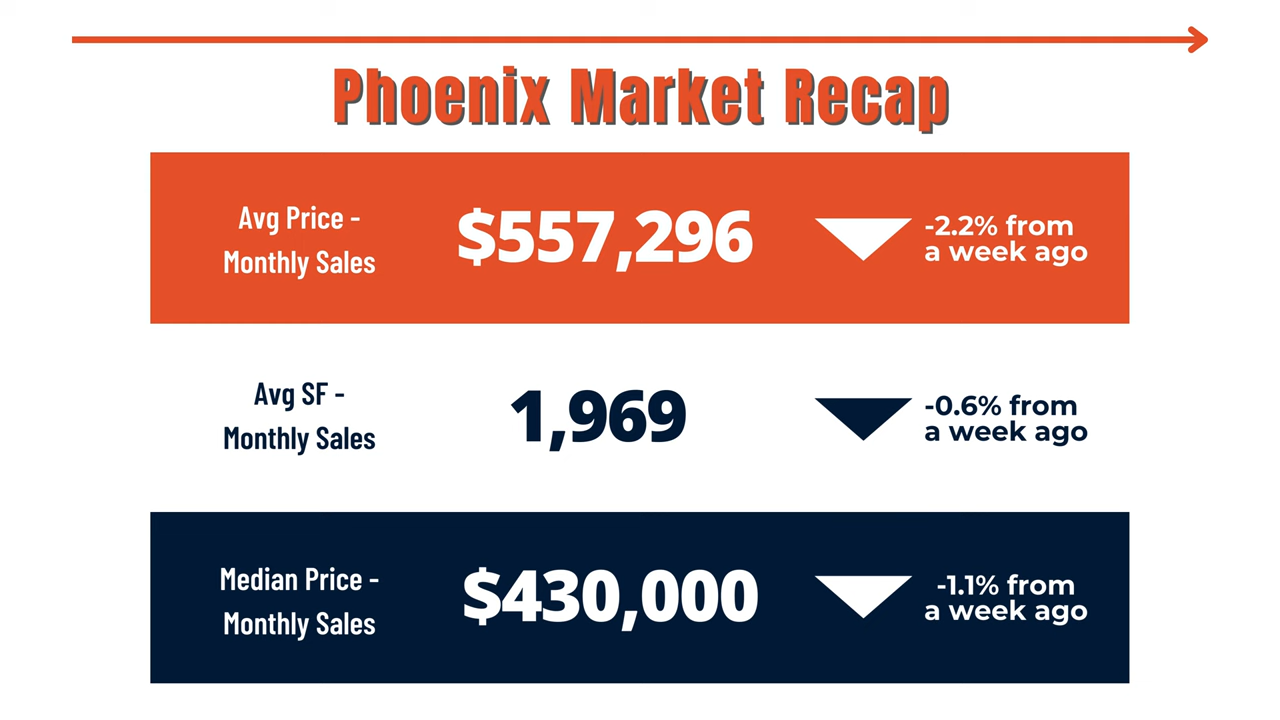 Phoenix Market Recap
Avg Price -
Monthly Sales
$557,296
-2.2% from
a week ago
Avg SF -
Monthly Sales
1,969
-0.6% from
a week ago
Median Price -
Monthly Sales
$430,000
-1.1% from
a week ago